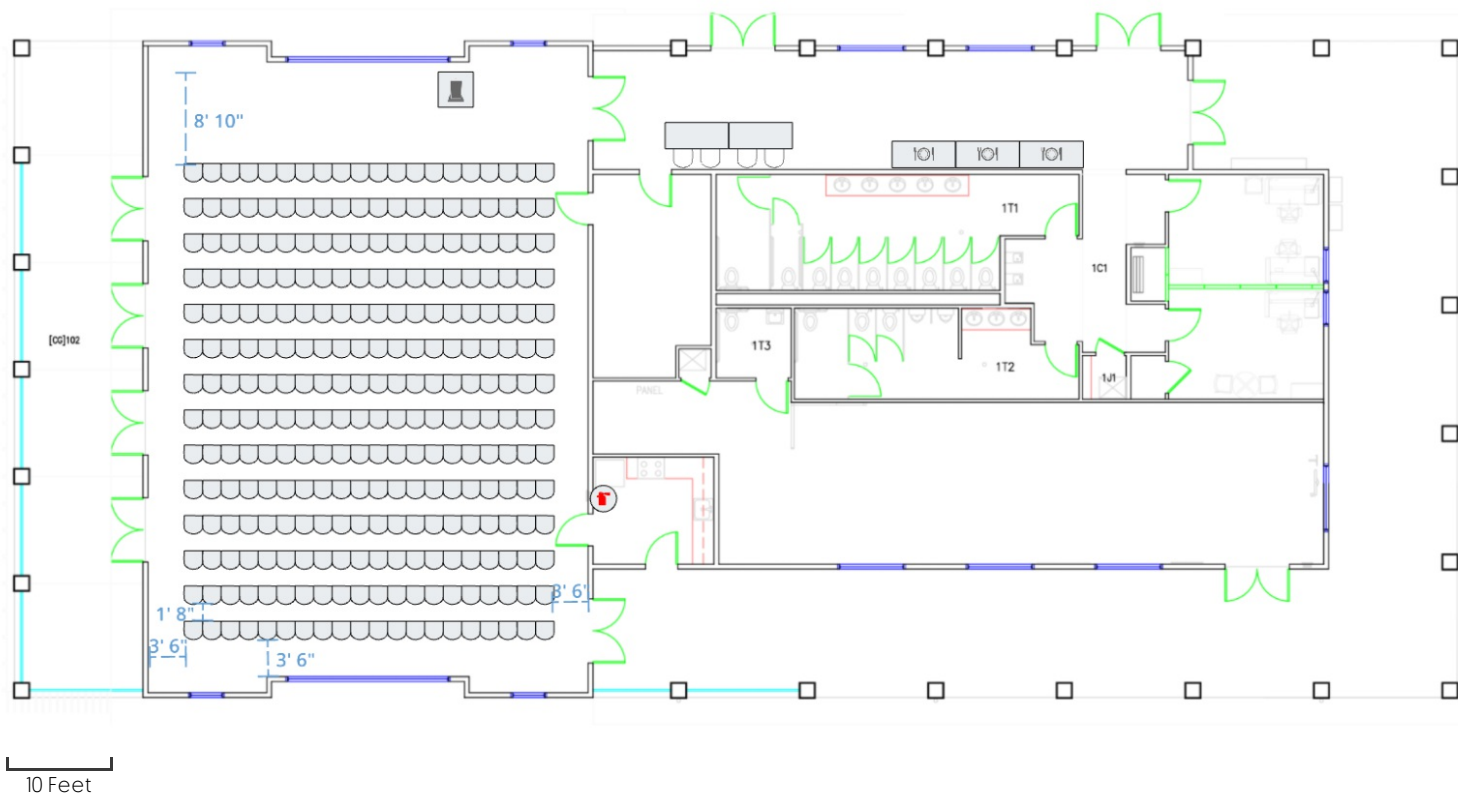 8' 10"
1T1
1C1
[CG]102
1T3
1T2
1J1
PANEL
8' 6"
1' 8"
3' 6"
3' 6"
10 Feet